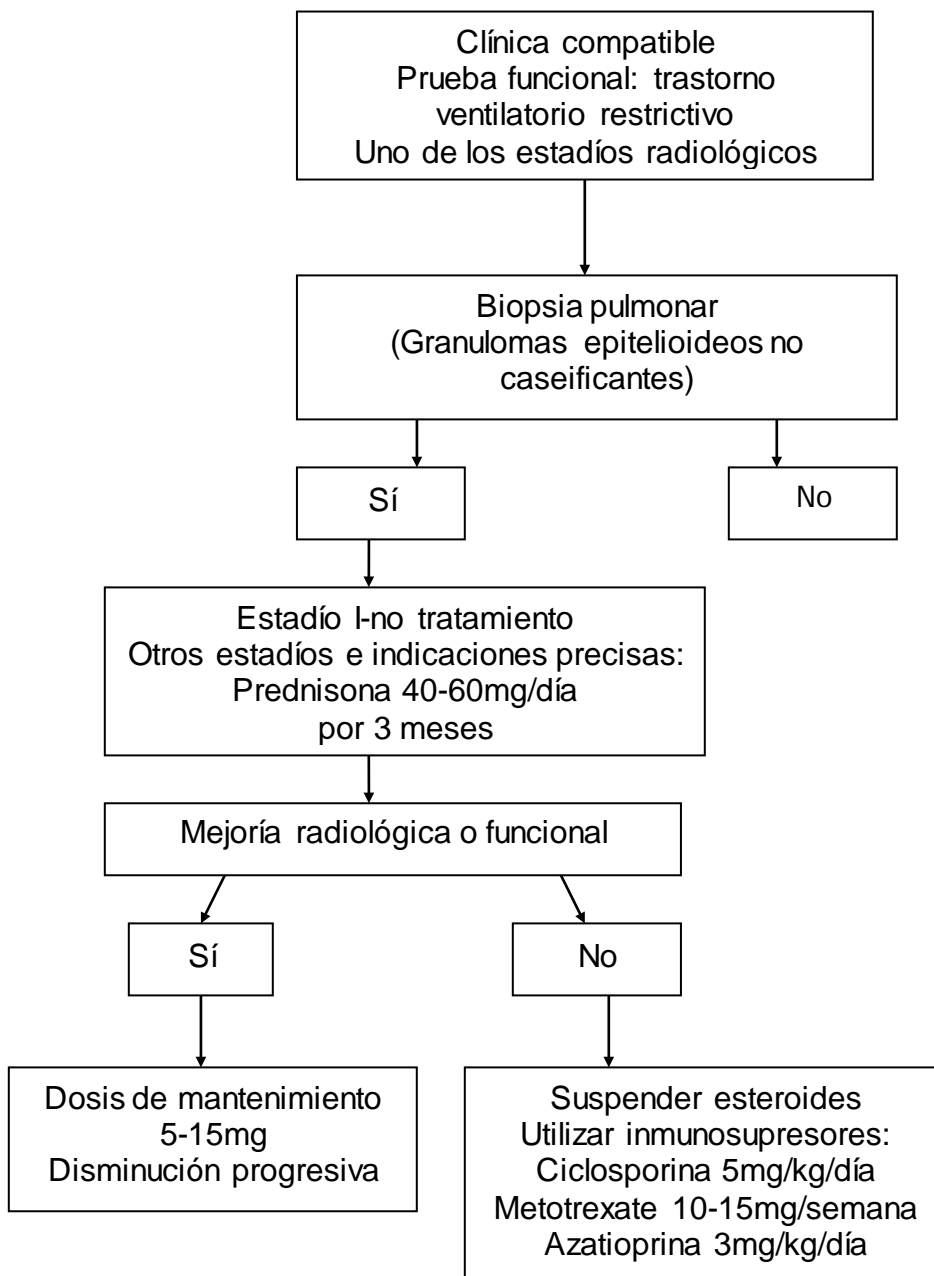 Clínica compatible
Prueba funcional: trastorno
ventilatorio restrictivo
Uno de los estadíos radiológicos
Biopsia pulmonar
(Granulomas epitelioideos no
caseificantes)
Sí
No
Estadío I-no tratamiento
Otros estadíos e indicaciones precisas:
Prednisona 40-60mg/día
por 3 meses
Mejoría radiológica o funcional
Sí
No
Dosis de mantenimiento
5-15mg
Disminución progresiva
Suspender esteroides
Utilizar inmunosupresores:
Ciclosporina 5mg/kg/día
Metotrexate 10-15mg/semana
Azatioprina 3mg/kg/día